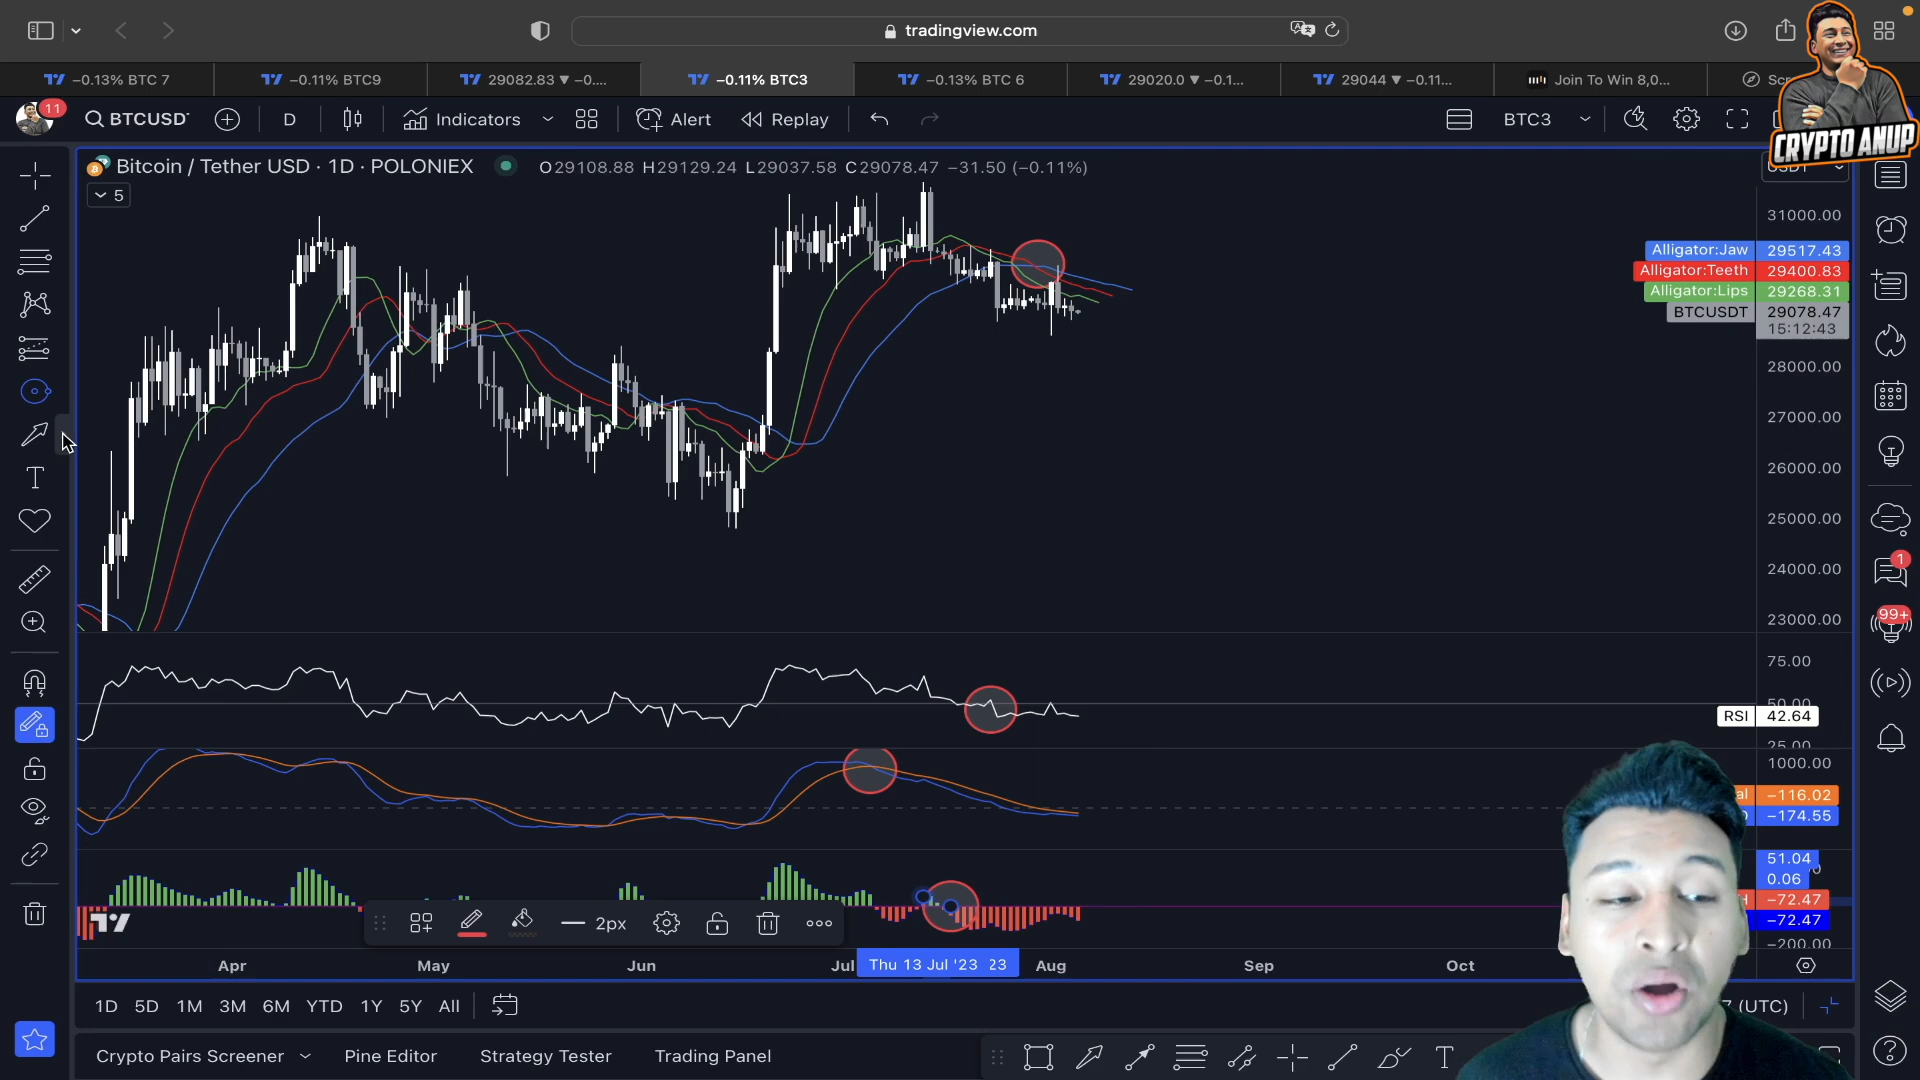 tradingview.com
−0.13% BTC 7
−0.11% BTC9
29082.83 ▼ −0....
−0.11% BTC3
−0.13% BTC 6
29020.0 ▼ −0.1...
29044 ▼ −0.11...
Join To Win 8,0...
CRYPTO ANUP
11
BTCUSD
D
Indicators
Alert
Replay
BTC3
Bitcoin / Tether USD · 1D · POLONIEX
O29108.88 H29129.24 L29037.58 C29078.47 −31.50 (−0.11%)
5
31000.00
Alligator:Jaw 29517.43
Alligator:Teeth 29400.83
Alligator:Lips 29268.31
BTCUSDT 29078.47
15:12:43
28000.00
27000.00
26000.00
25000.00
24000.00
23000.00
1
99+
75.00
50.00
RSI 42.64
25.00
1000.00
al −116.02
−174.55
51.04
0.06
−72.47
−72.47
−200.00
2px
Apr
May
Jun
Jul
Thu 13 Jul '23
23
Aug
Sep
Oct
1D 5D 1M 3M 6M YTD 1Y 5Y All
(UTC)
Crypto Pairs Screener
Pine Editor
Strategy Tester
Trading Panel